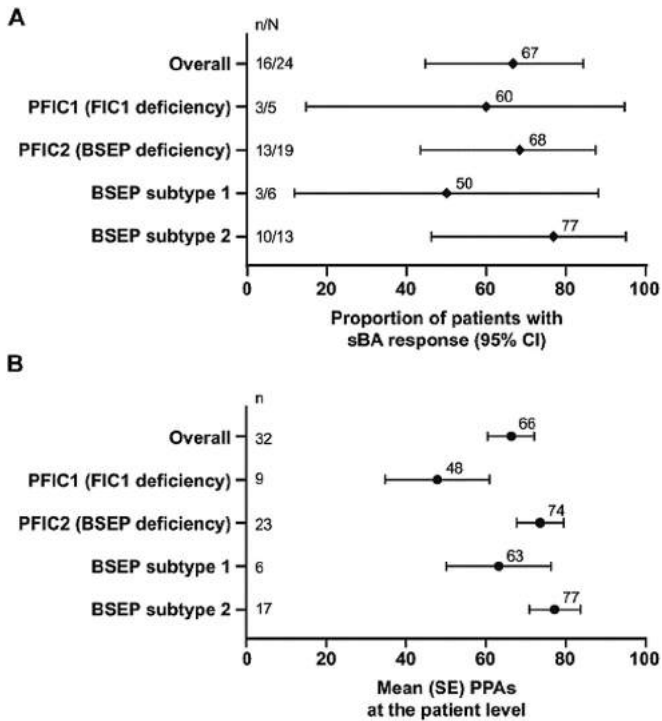 A
n/N
Overall 16/24 67
PFIC1 (FIC1 deficiency) 3/5 60
PFIC2 (BSEP deficiency) 13/19 68
BSEP subtype 1 3/6 50
BSEP subtype 2 10/13 77
0 20 40 60 80 100
Proportion of patients with
sBA response (95% CI)
B
n
Overall 32 66
PFIC1 (FIC1 deficiency) 9 48
PFIC2 (BSEP deficiency) 23 74
BSEP subtype 1 6 63
BSEP subtype 2 17 77
0 20 40 60 80 100
Mean (SE) PPAs
at the patient level